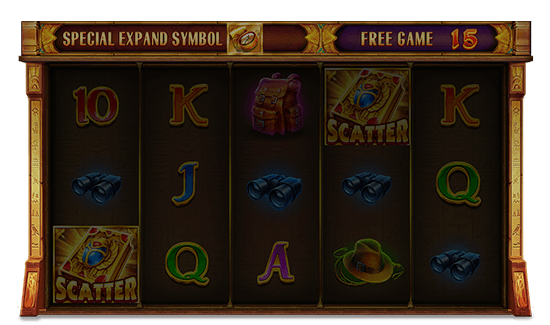 SPECIAL EXPAND SYMBOL
FREE GAME 15
10 K SCATTER K
J Q
SCATTER Q A